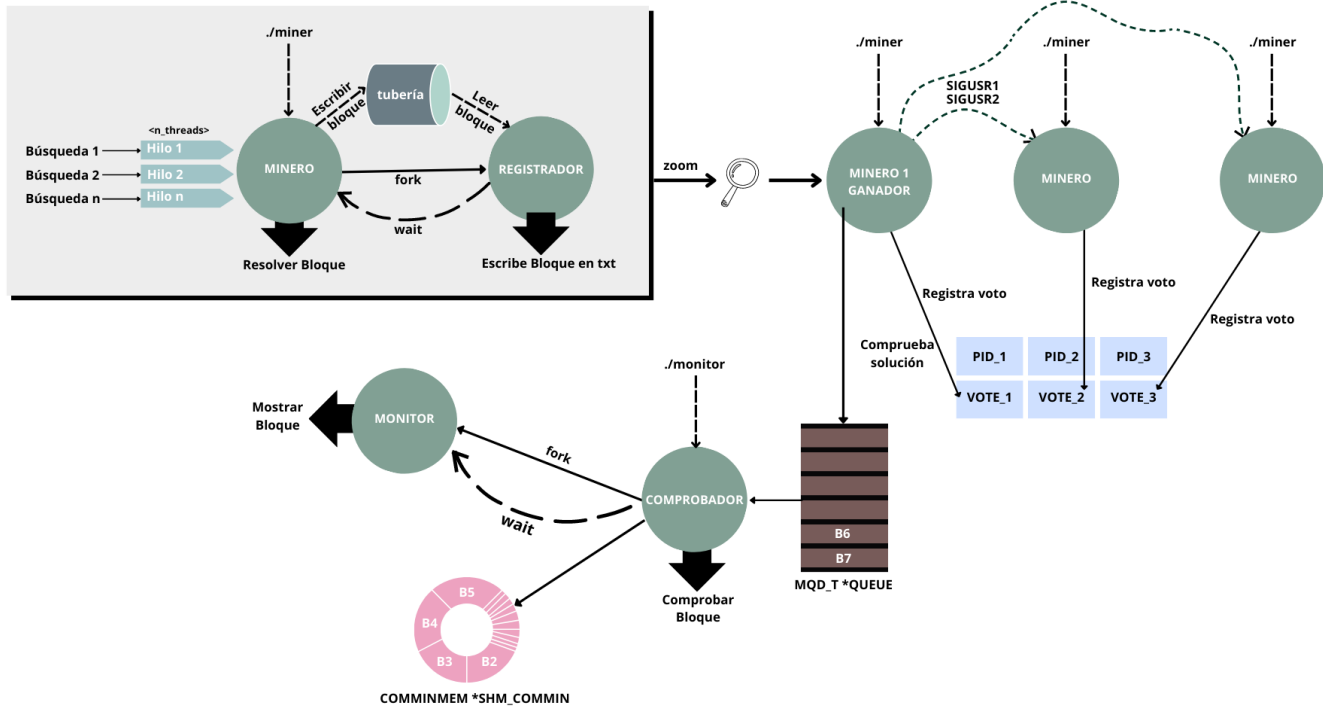 ./miner
Escribir
bloque
tubería
Leer
bloque
<n_threads>
Búsqueda 1
Hilo 1
Búsqueda 2
Hilo 2
Búsqueda n
Hilo n
MINERO
fork
REGISTRADOR
wait
Resolver Bloque
Escribe Bloque en txt
zoom
./miner
./miner
./miner
SIGUSR1
SIGUSR2
MINERO 1
GANADOR
MINERO
MINERO
Registra voto
Registra voto
Registra voto
Comprueba
solución
PID_1
PID_2
PID_3
VOTE_1
VOTE_2
VOTE_3
./monitor
Mostrar
Bloque
MONITOR
fork
wait
COMPROBADOR
B6
B7
MQD_T *QUEUE
Comprobar
Bloque
B5
B4
B3
B2
COMMINMEM *SHM_COMMIN